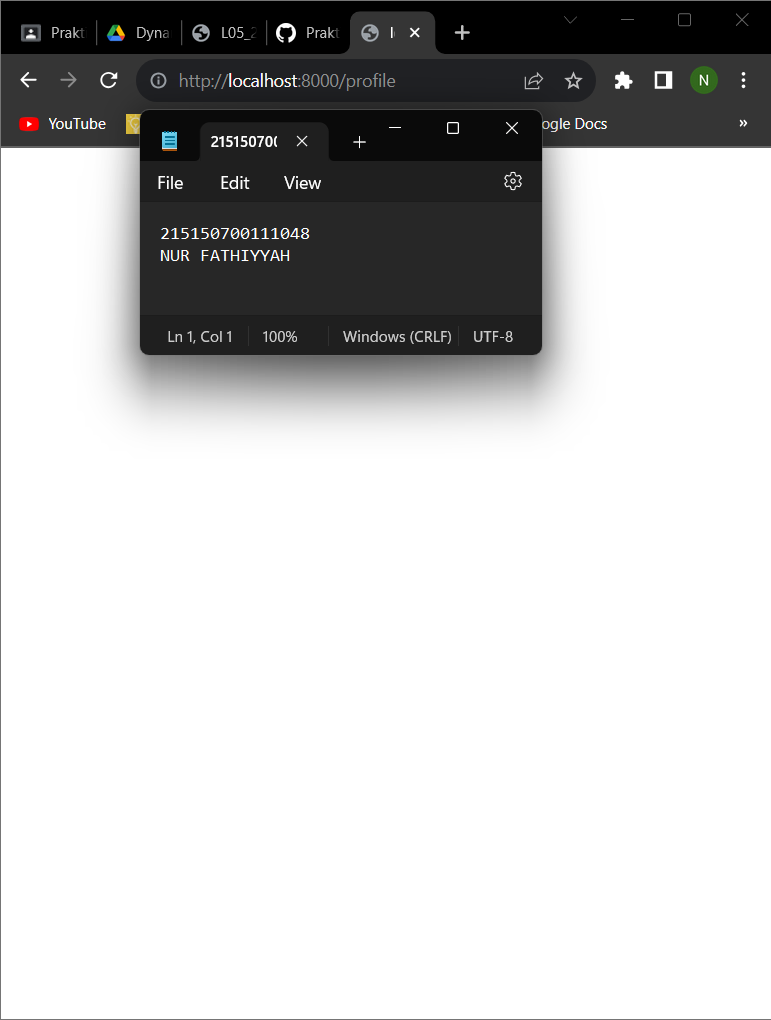 Prakt
Dyna
L05_2
Prakt
http://localhost:8000/profile
N
YouTube
ogle Docs
»
215150700
File
Edit
View
215150700111048
NUR FATHIYYAH
Ln 1, Col 1
100%
Windows (CRLF)
UTF-8